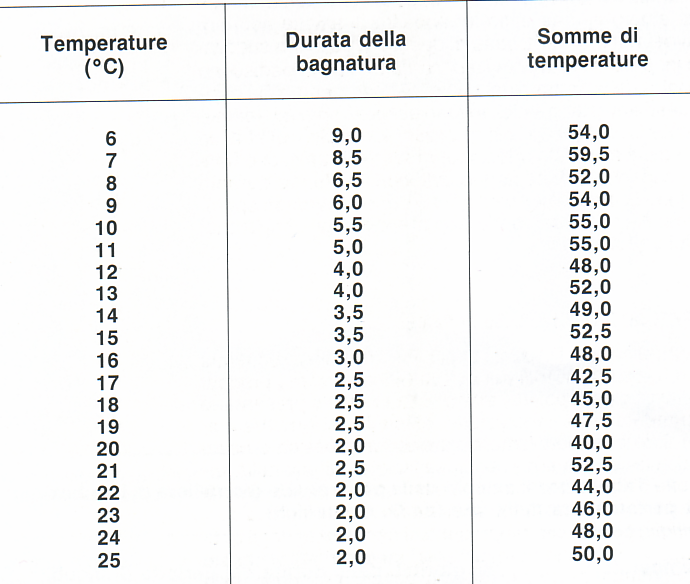 Temperature (°C) Durata della bagnatura Somme di temperature
6 9,0 54,0
7 8,5 59,5
8 6,5 52,0
9 6,0 54,0
10 5,5 55,0
11 5,0 55,0
12 4,0 48,0
13 4,0 52,0
14 3,5 49,0
15 3,5 52,5
16 3,0 48,0
17 2,5 42,5
18 2,5 45,0
19 2,5 47,5
20 2,0 40,0
21 2,5 52,5
22 2,0 44,0
23 2,0 46,0
24 2,0 48,0
25 2,0 50,0